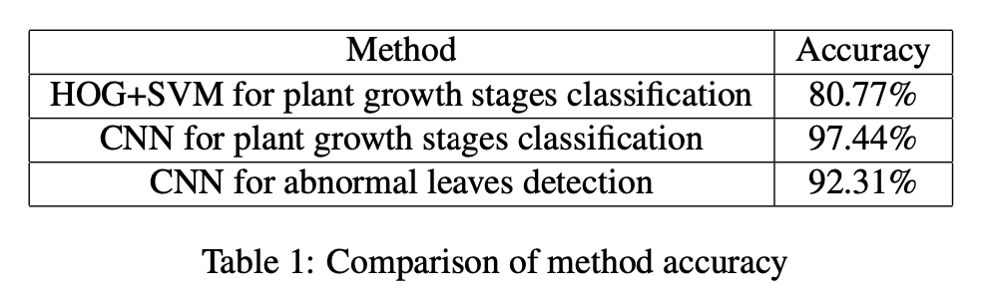 Method Accuracy
HOG+SVM for plant growth stages classification 80.77%
CNN for plant growth stages classification 97.44%
CNN for abnormal leaves detection 92.31%
Table 1: Comparison of method accuracy